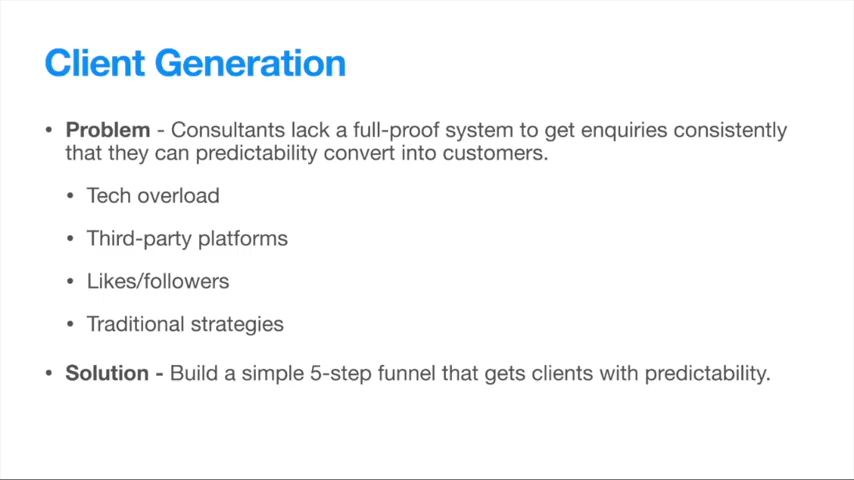 Client Generation
• Problem - Consultants lack a full-proof system to get enquiries consistently
that they can predictability convert into customers.
• Tech overload
• Third-party platforms
• Likes/followers
• Traditional strategies
• Solution - Build a simple 5-step funnel that gets clients with predictability.